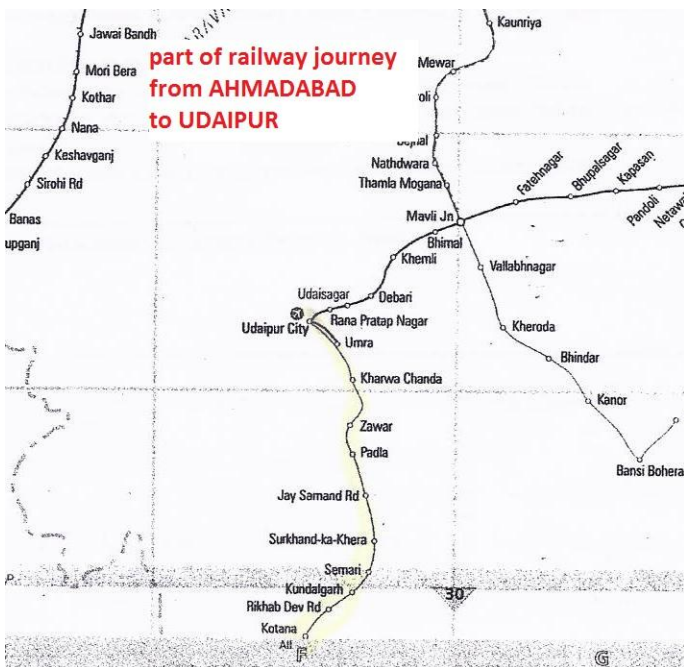 Kaunriya
Jawai Bandh
part of railway journey
from AHMADABAD
to UDAIPUR
Mewar
Mori Bera
Kothar
Nana
Nathdwara
Keshavganj
Thamla Mogana
Sirohi Rd
Fatehnagar
Bhupalsagar
Kapasan
Pandoli
Mavli Jn
Banas
Bhimal
Khemli
Vallabhnagar
Udaisagar
Debari
Udaipur City
Rana Pratap Nagar
Umra
Kheroda
Bhindar
Kharwa Chanda
Kanor
Zawar
Padla
Bansi Bohera
Jay Samand Rd
Surkhand-ka-Khera
Semari
Kundalgarh
30
Rikhab Dev Rd
Kotana
F
G